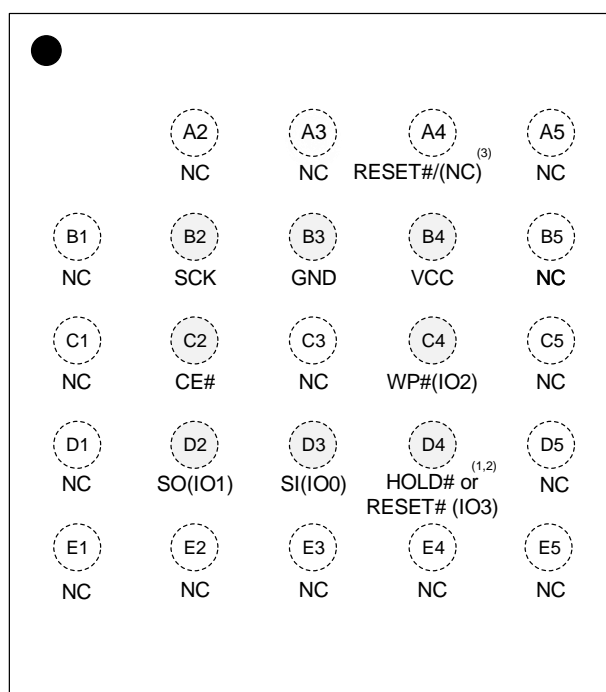 A2 A3 A4 A5
(3)
NC NC RESET#/(NC) NC
B1 B2 B3 B4 B5
NC SCK GND VCC NC
C1 C2 C3 C4 C5
NC CE# NC WP#(IO2) NC
D1 D2 D3 D4 D5
(1,2)
NC SO(IO1) SI(IO0) HOLD# or NC
RESET# (IO3)
E1 E2 E3 E4 E5
NC NC NC NC NC